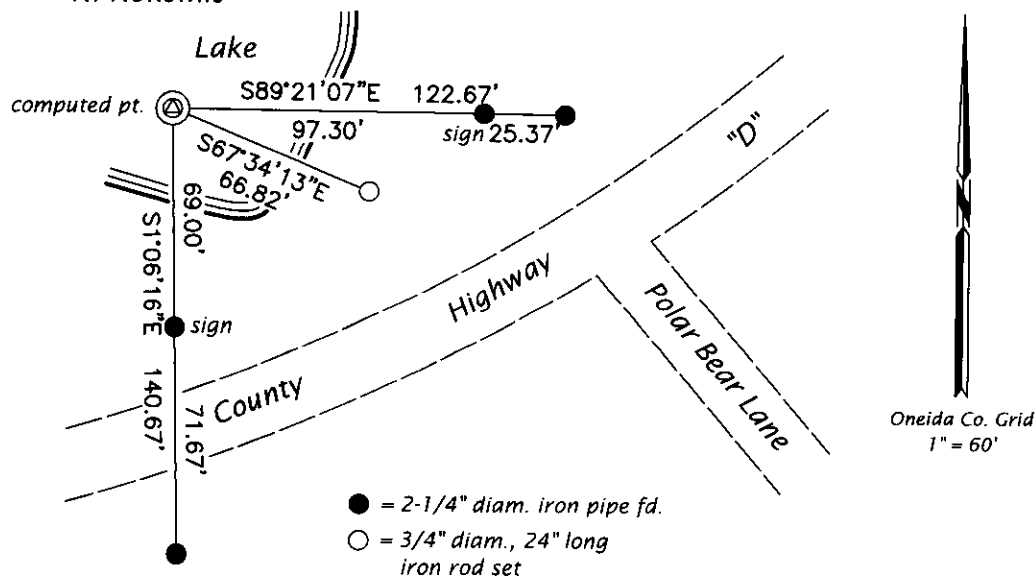 Lake
computed pt.
S89°21'07"E 122.67'
97.30' sign 25.37'
S67°34'13"E
66.82'
69.00'
S1°06'16"E
sign
140.67'
71.67'
County Highway "D"
Polar Bear Lane
N
Oneida Co. Grid
1" = 60'
● = 2-1/4" diam. iron pipe fd.
○ = 3/4" diam., 24" long
iron rod set